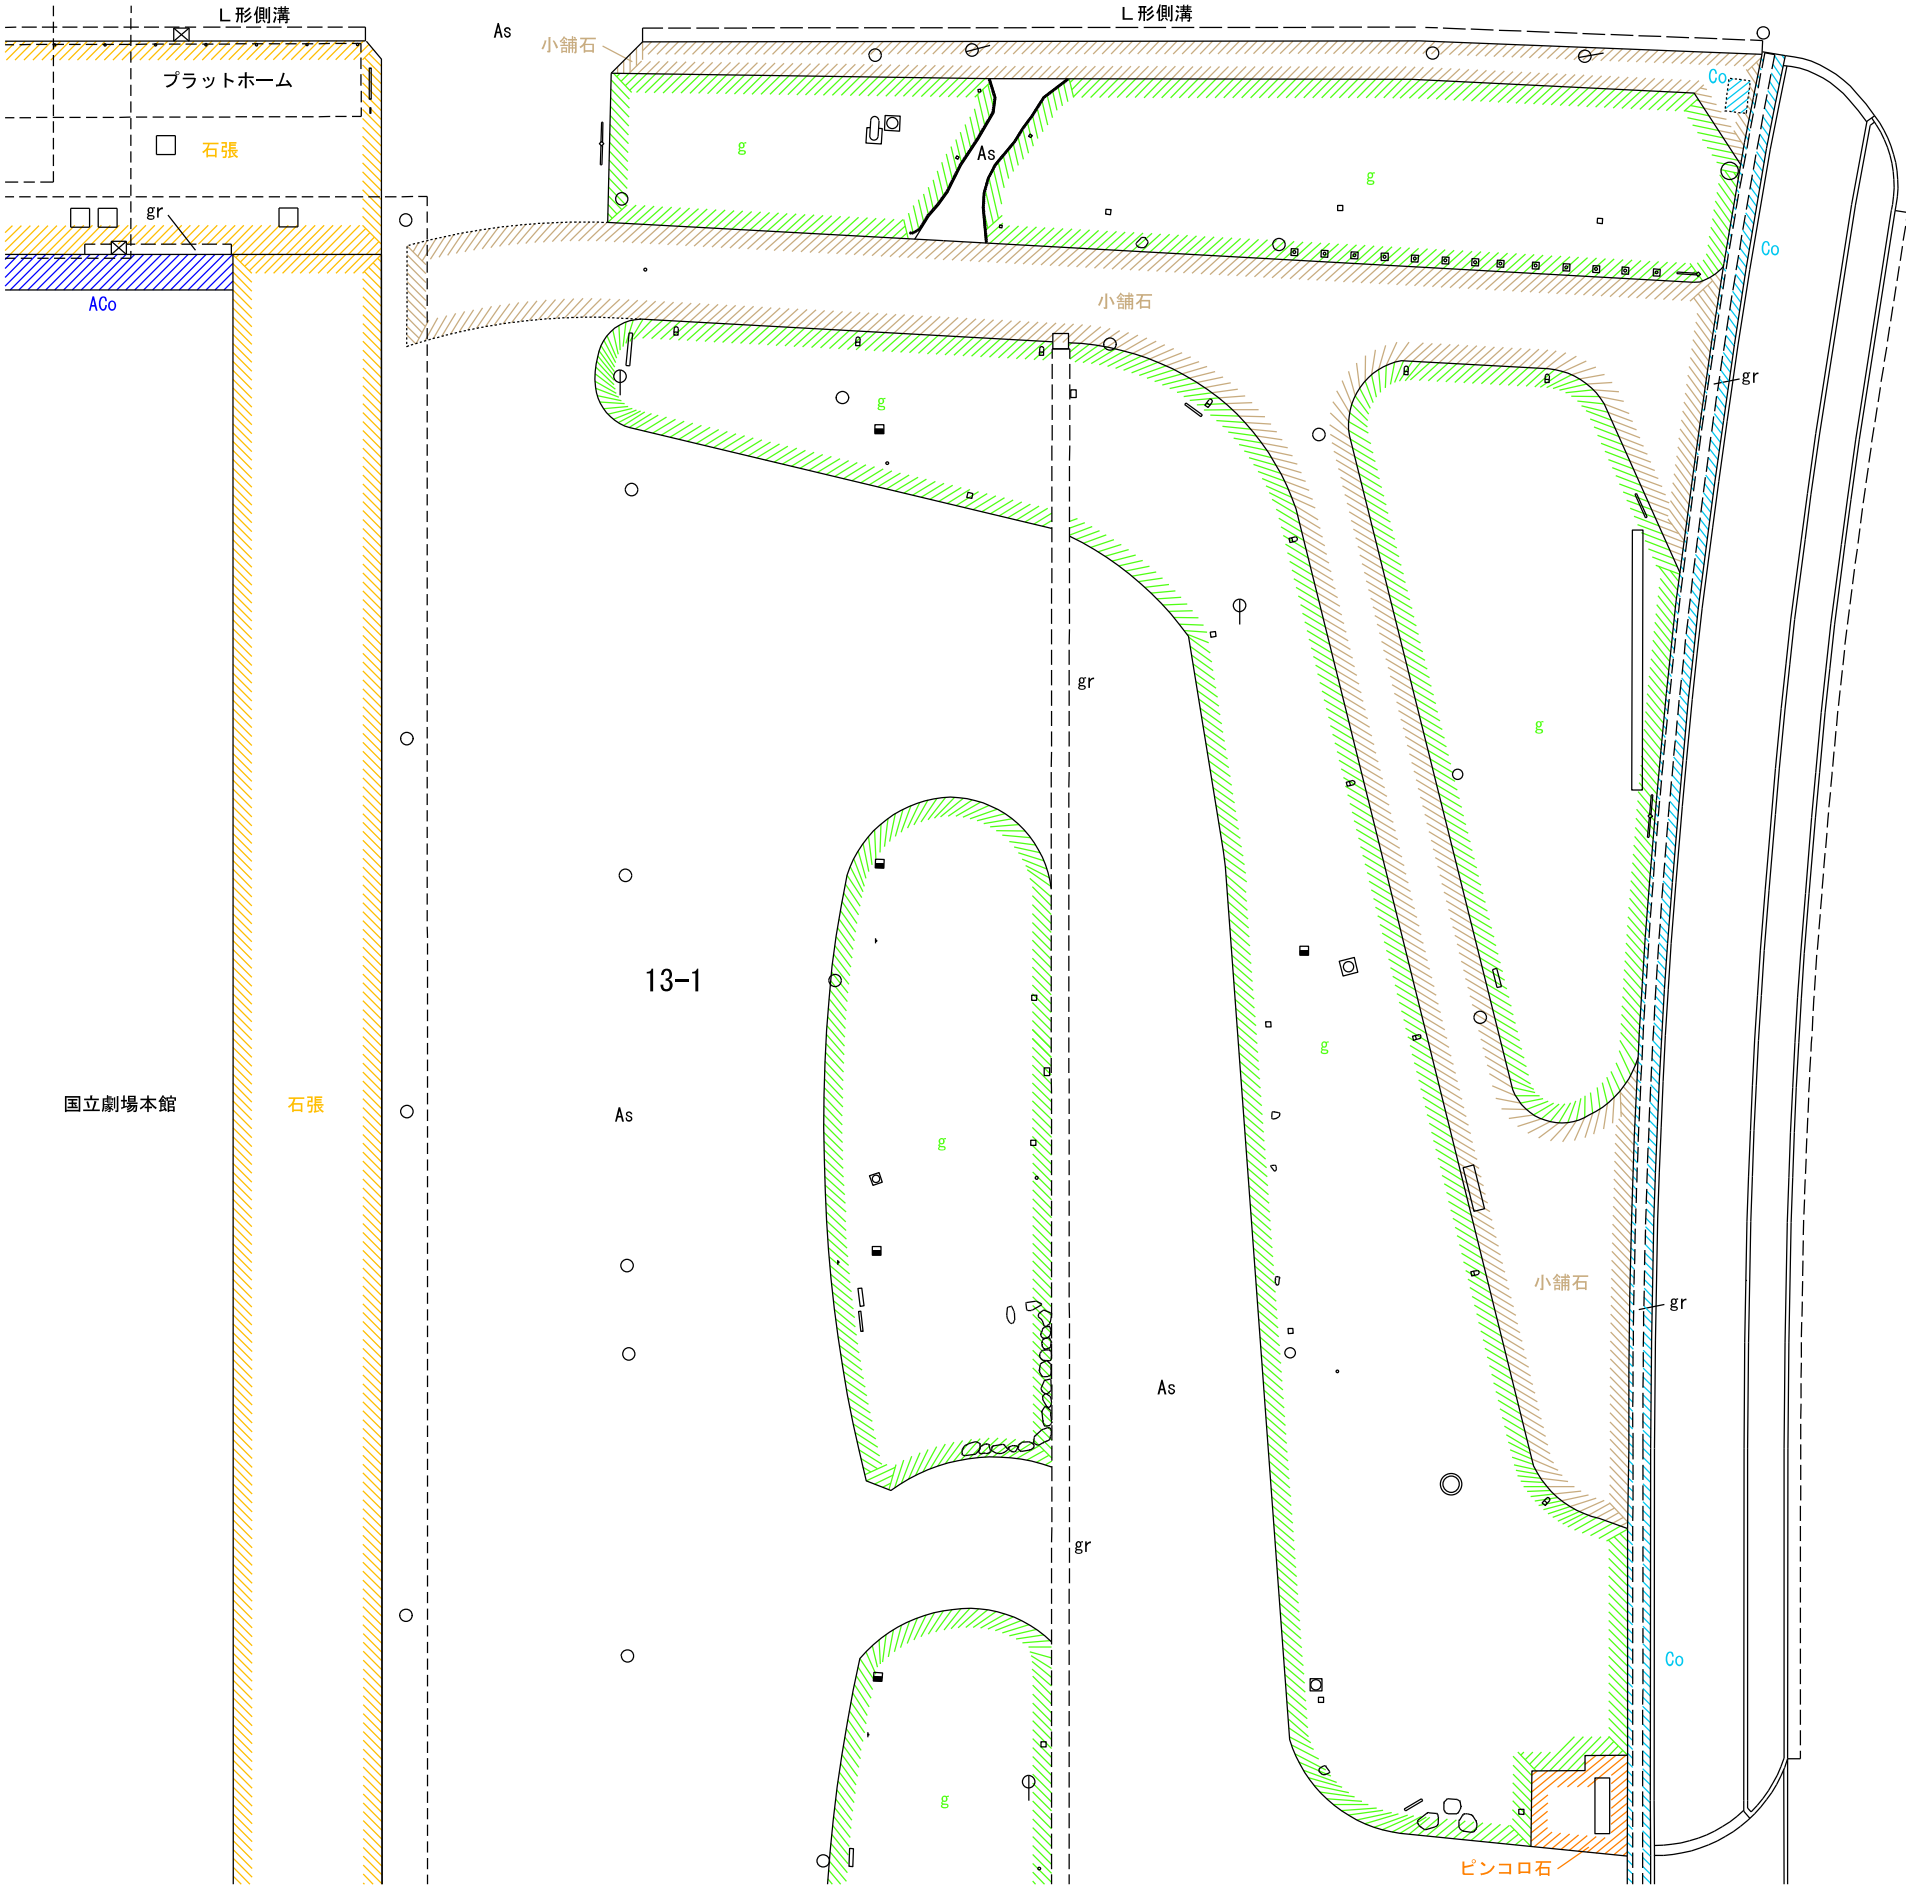 L形側溝
L形側溝
As
小舗石
プラットホーム
Co
石張
g
As
g
gr
Co
ACo
小舗石
gr
g
gr
g
13-1
国立劇場本館
石張
As
g
g
小舗石
gr
As
gr
Co
g
ピンコロ石